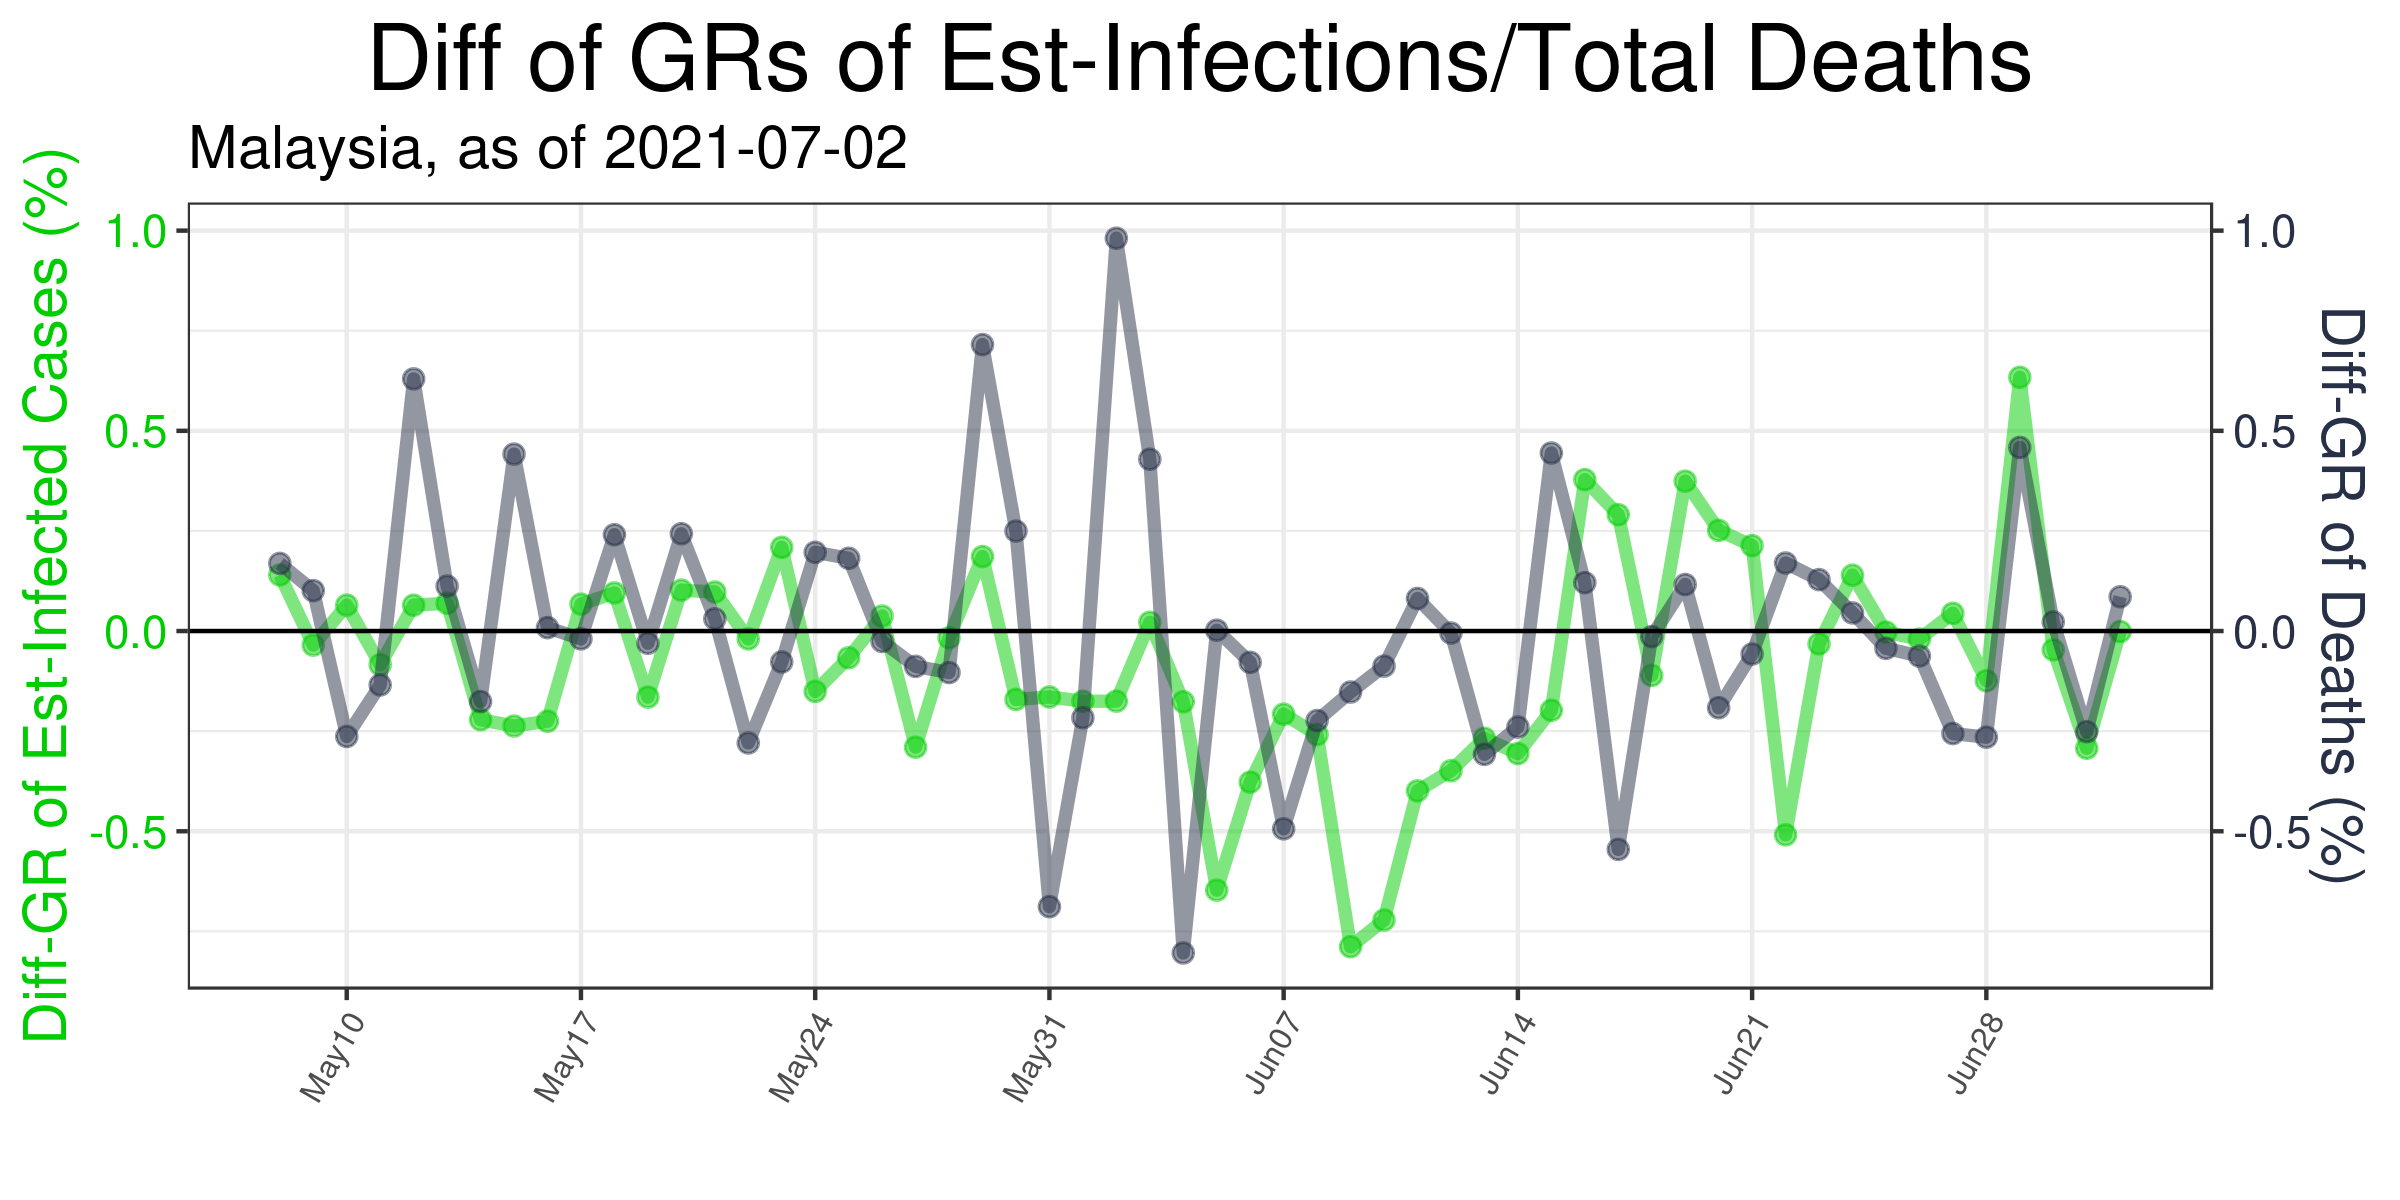 Diff of GRs of Est-Infections/Total Deaths
Malaysia, as of 2021-07-02
Diff-GR of Est-Infected Cases (%)
1.0
0.5
0.0
-0.5
1.0
0.5
0.0
-0.5
Diff-GR of Deaths (%)
May10
May17
May24
May31
Jun07
Jun14
Jun21
Jun28